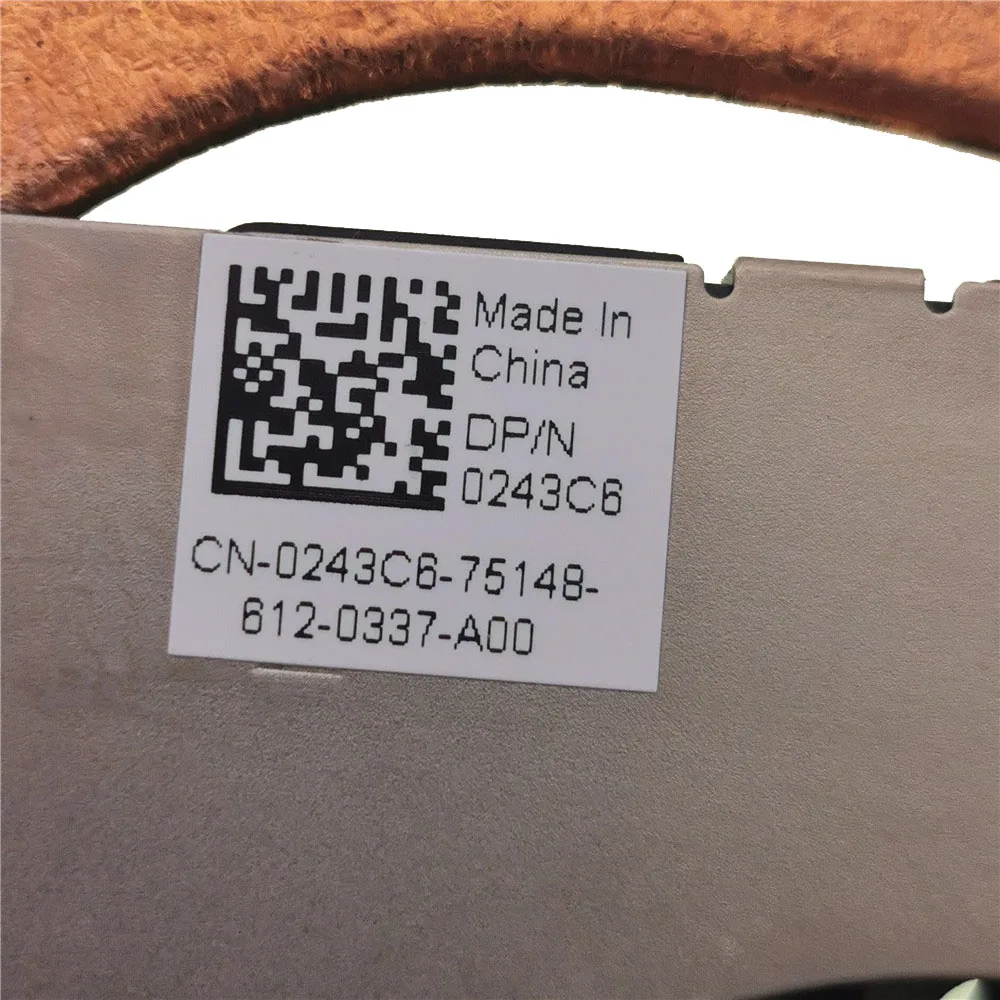 Made In
China
DP/N
0243C6
CN-0243C6-75148-
612-0337-A00